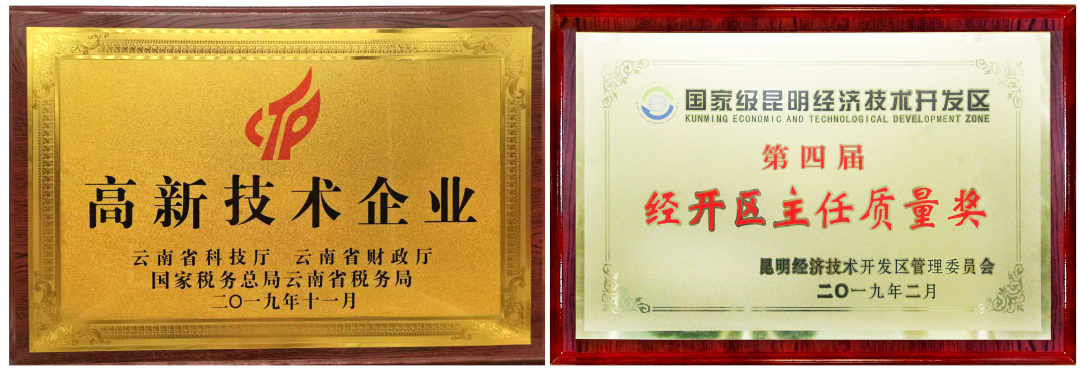 高新技术企业
云南省科技厅 云南省财政厅
国家税务总局云南省税务局
二〇一九年十一月
国家级昆明经济技术开发区
KUNMING ECONOMIC AND TECHNOLOGICAL DEVELOPMENT ZONE
第四届
经开区主任质量奖
昆明经济技术开发区管理委员会
二〇一九年二月